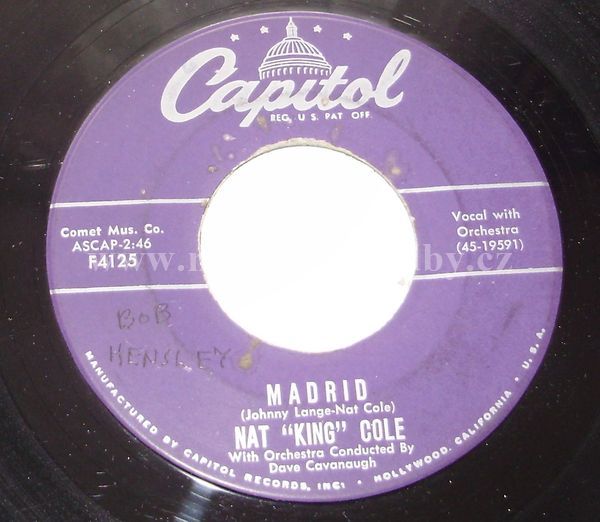 Capitol
REG. U.S. PAT. OFF.
Comet Mus. Co.
ASCAP-2:46
F4125
Vocal with
Orchestra
(45-19591)
BOB
HENSLEY
MADRID
(Johnny Lange-Nat Cole)
NAT "KING" COLE
With Orchestra Conducted By
Dave Cavanaugh
MANUFACTURED BY CAPITOL RECORDS, INC. • HOLLYWOOD, CALIFORNIA • U.S.A.